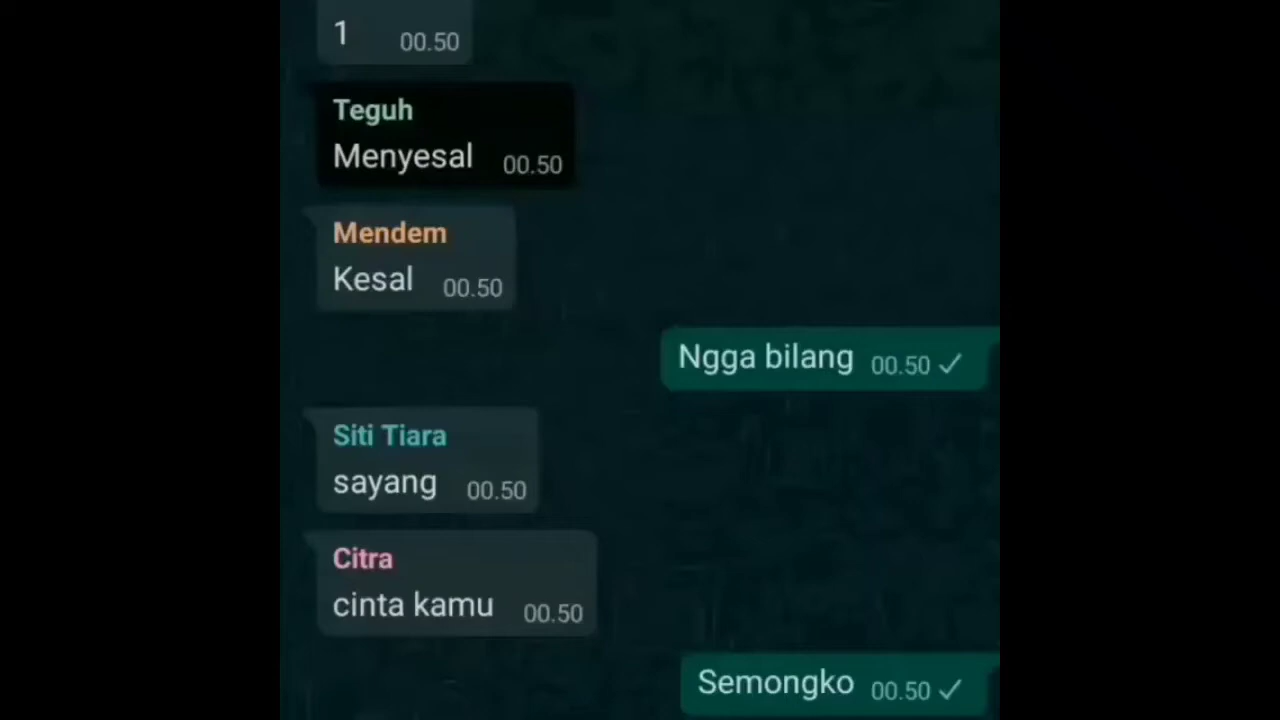 1 00.50
Teguh
Menyesal 00.50
Mendem
Kesal 00.50
Ngga bilang 00.50
Siti Tiara
sayang 00.50
Citra
cinta kamu 00.50
Semongko 00.50